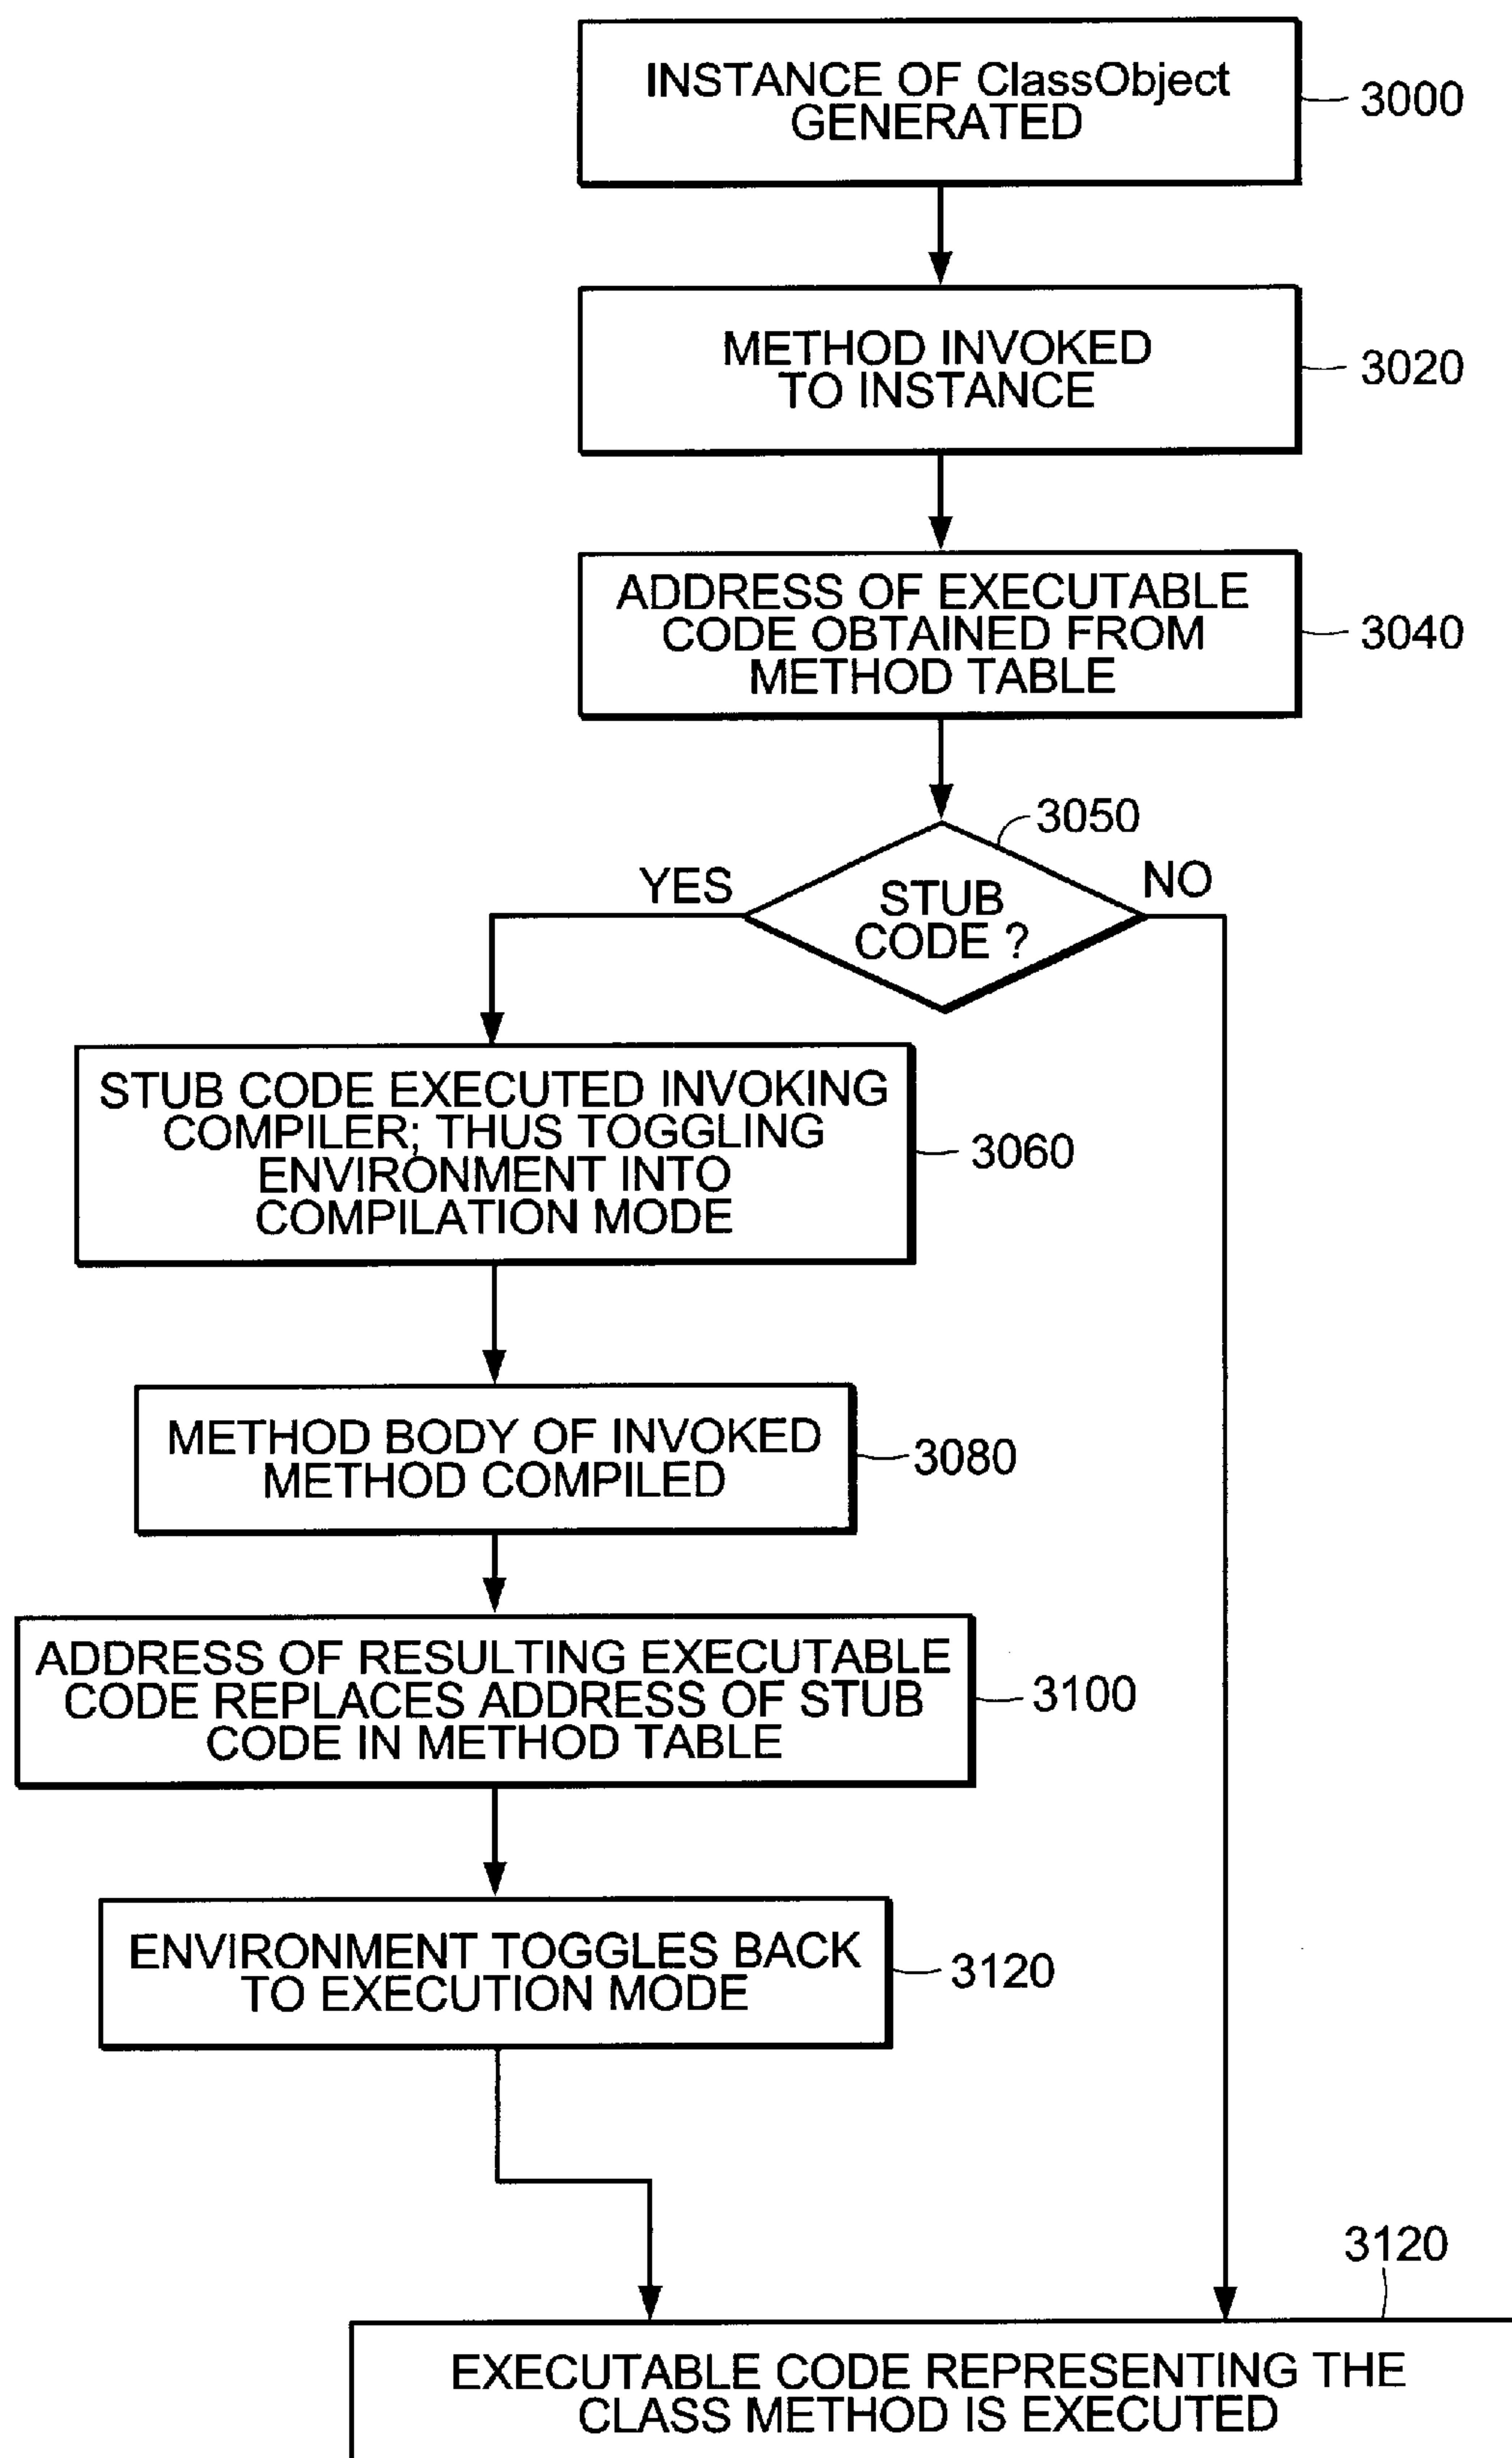 INSTANCE OF ClassObject
GENERATED
3000
METHOD INVOKED
TO INSTANCE
3020
ADDRESS OF EXECUTABLE
CODE OBTAINED FROM
METHOD TABLE
3040
3050
YES
STUB
CODE ?
NO
STUB CODE EXECUTED INVOKING
COMPILER; THUS TOGGLING
ENVIRONMENT INTO
COMPILATION MODE
3060
METHOD BODY OF INVOKED
METHOD COMPILED
3080
ADDRESS OF RESULTING EXECUTABLE
CODE REPLACES ADDRESS OF STUB
CODE IN METHOD TABLE
3100
ENVIRONMENT TOGGLES BACK
TO EXECUTION MODE
3120
3120
EXECUTABLE CODE REPRESENTING THE
CLASS METHOD IS EXECUTED